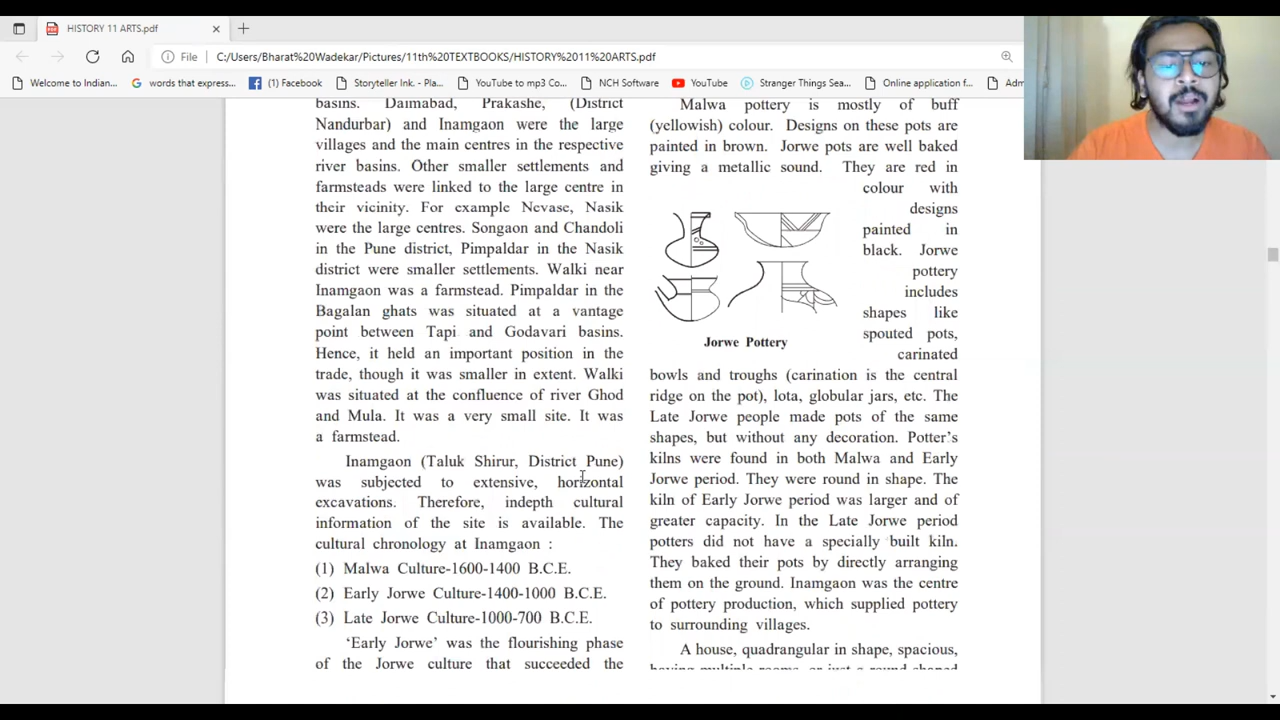 HISTORY 11 ARTS.pdf
File
C:/Users/Bharat%20Wadekar/Pictures/11th%20TEXTBOOKS/HISTORY%2011%20ARTS.pdf
Welcome to Indian...
words that express...
(1) Facebook
Storyteller Ink. - Pla...
YouTube to mp3 Co...
NCH Software
YouTube
Stranger Things Sea...
Online application f...
Adm
basins. Daimabad, Prakashe, (District
Nandurbar) and Inamgaon were the large
villages and the main centres in the respective
river basins. Other smaller settlements and
farmsteads were linked to the large centre in
their vicinity. For example Nevase, Nasik
were the large centres. Songaon and Chandoli
in the Pune district, Pimpaldar in the Nasik
district were smaller settlements. Walki near
Inamgaon was a farmstead. Pimpaldar in the
Bagalan ghats was situated at a vantage
point between Tapi and Godavari basins.
Hence, it held an important position in the
trade, though it was smaller in extent. Walki
was situated at the confluence of river Ghod
and Mula. It was a very small site. It was
a farmstead.
Inamgaon (Taluk Shirur, District Pune)
was subjected to extensive, horizontal
excavations. Therefore, indepth cultural
information of the site is available. The
cultural chronology at Inamgaon :
(1) Malwa Culture-1600-1400 B.C.E.
(2) Early Jorwe Culture-1400-1000 B.C.E.
(3) Late Jorwe Culture-1000-700 B.C.E.
'Early Jorwe' was the flourishing phase
of the Jorwe culture that succeeded the
Malwa pottery is mostly of buff
(yellowish) colour. Designs on these pots are
painted in brown. Jorwe pots are well baked
giving a metallic sound. They are red in
colour with
designs
painted in
black. Jorwe
pottery
includes
shapes like
spouted pots,
carinated
Jorwe Pottery
bowls and troughs (carination is the central
ridge on the pot), lota, globular jars, etc. The
Late Jorwe people made pots of the same
shapes, but without any decoration. Potter's
kilns were found in both Malwa and Early
Jorwe period. They were round in shape. The
kiln of Early Jorwe period was larger and of
greater capacity. In the Late Jorwe period
potters did not have a specially built kiln.
They baked their pots by directly arranging
them on the ground. Inamgaon was the centre
of pottery production, which supplied pottery
to surrounding villages.
A house, quadrangular in shape, spacious,
having multiple rooms, or just a round shaped